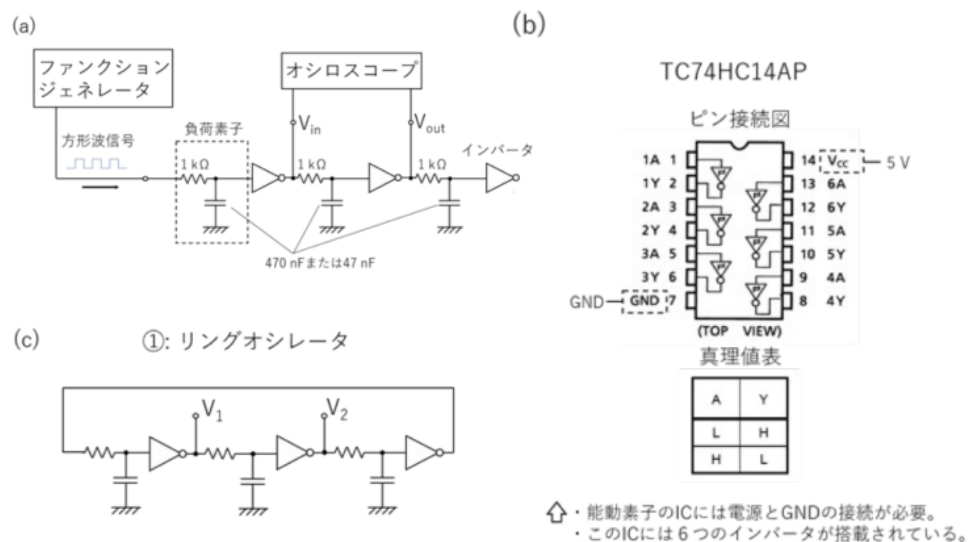 (a)
ファンクション
ジェネレータ
オシロスコープ
方形波信号
負荷素子
Vin
Vout
インバータ
1 kΩ
1 kΩ
1 kΩ
470 nFまたは47 nF
(b)
TC74HC14AP
ピン接続図
1A 1
14 VCC
5 V
1Y 2
13 6A
2A 3
12 6Y
2Y 4
11 5A
3A 5
10 5Y
3Y 6
9 4A
GND
GND 7
8 4Y
(TOP VIEW)
真理値表
A Y
L H
H L
・能動素子のICには電源とGNDの接続が必要。
・このICには6つのインバータが搭載されている。
(c)
①: リングオシレータ
V1
V2